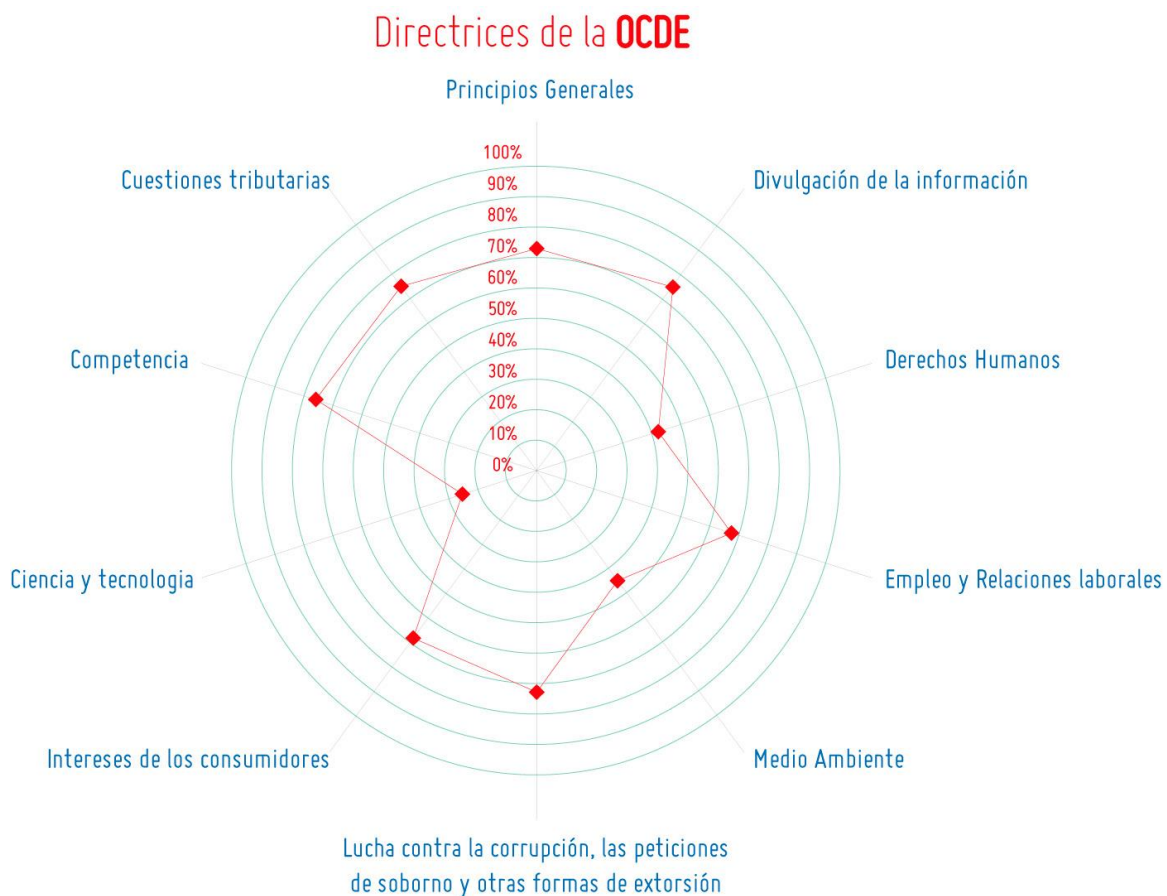 Directrices de la OCDE
Principios Generales
100%
90%
80%
70%
60%
50%
40%
30%
20%
10%
0%
Cuestiones tributarias
Divulgación de la información
Competencia
Derechos Humanos
Ciencia y tecnologia
Empleo y Relaciones laborales
Intereses de los consumidores
Medio Ambiente
Lucha contra la corrupción, las peticiones
de soborno y otras formas de extorsión